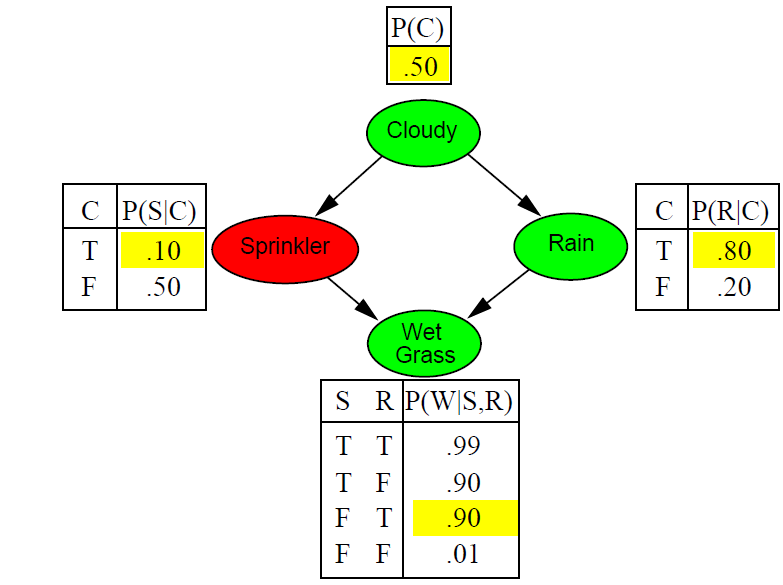 P(C)
.50
Cloudy
C P(S|C)
T .10
F .50
Sprinkler
Rain
C P(R|C)
T .80
F .20
Wet
Grass
S R P(W|S,R)
T T .99
T F .90
F T .90
F F .01